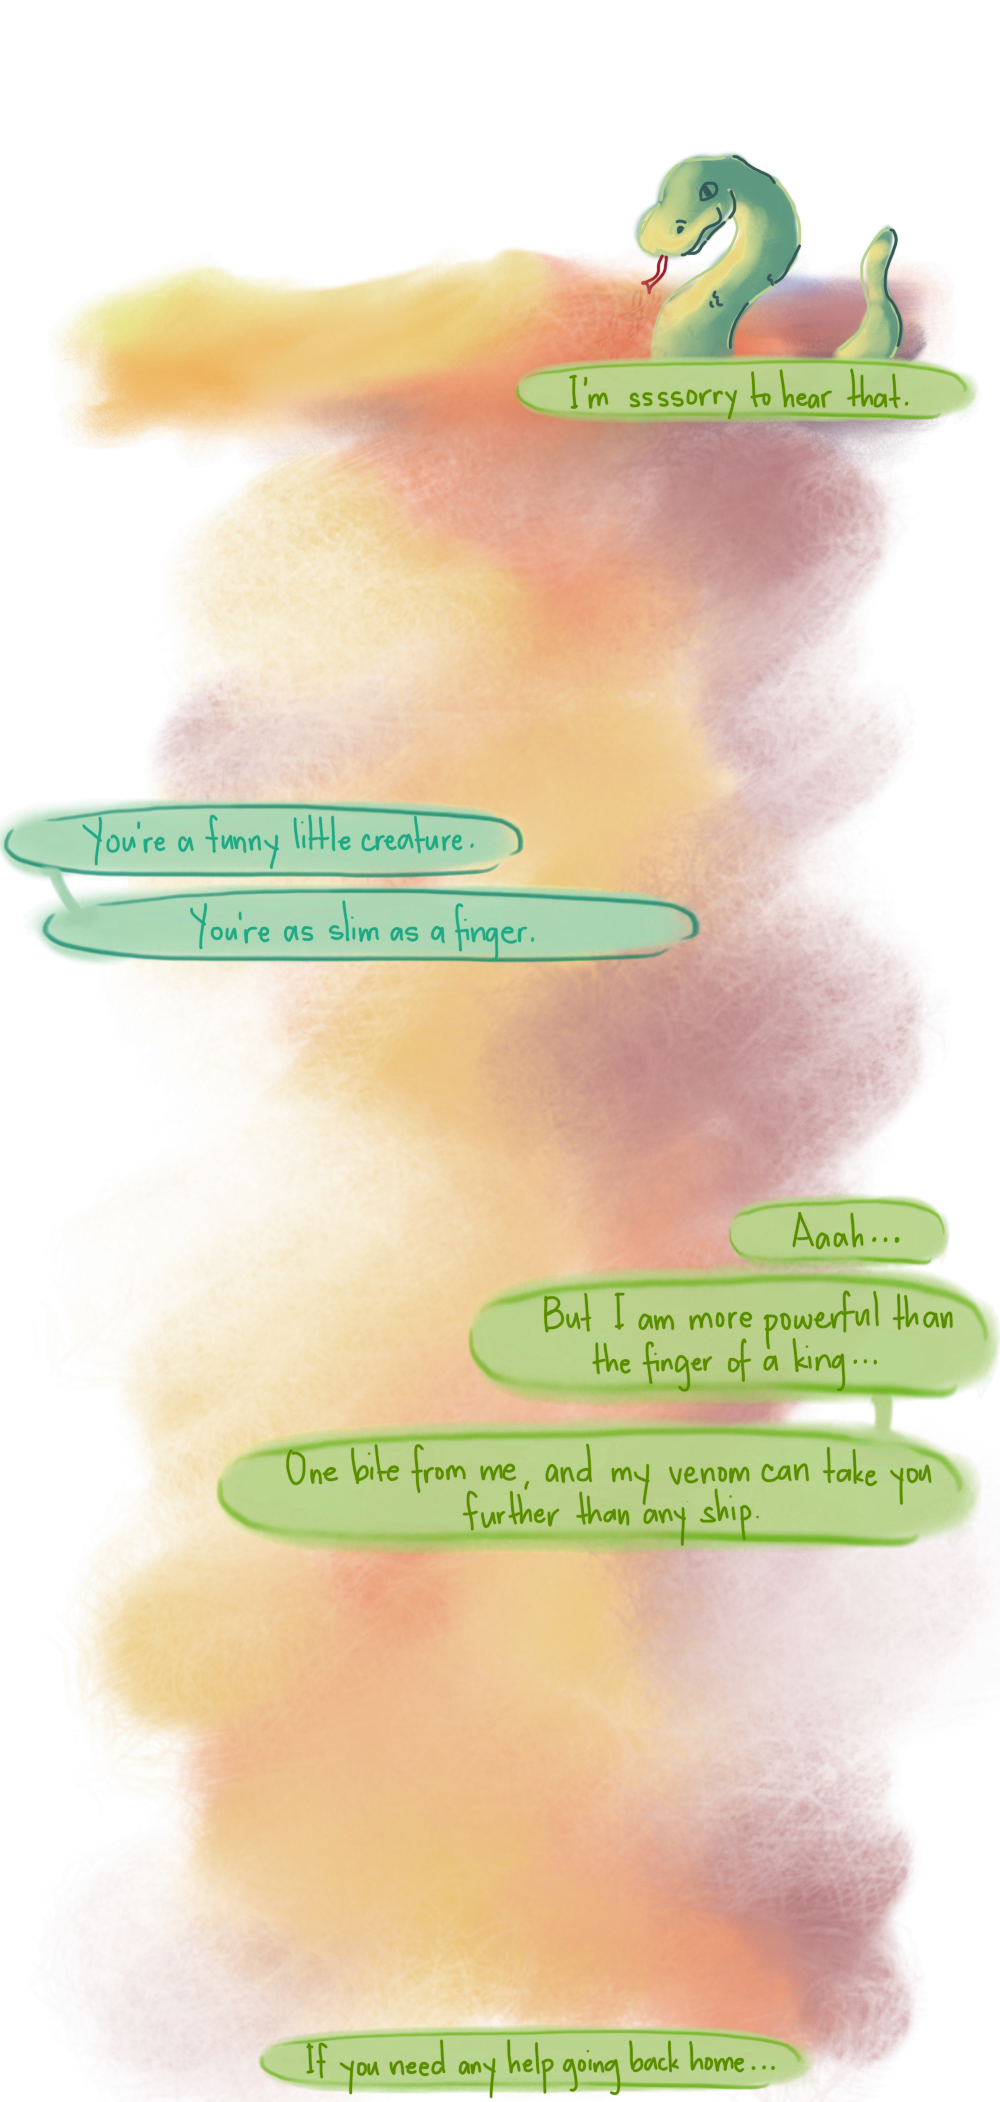 I'm ssssorry to hear that.
You're a funny little creature.
You're as slim as a finger.
Aaah...
But I am more powerful than
the finger of a king...
One bite from me, and my venom can take you
further than any ship.
If you need any help going back home...